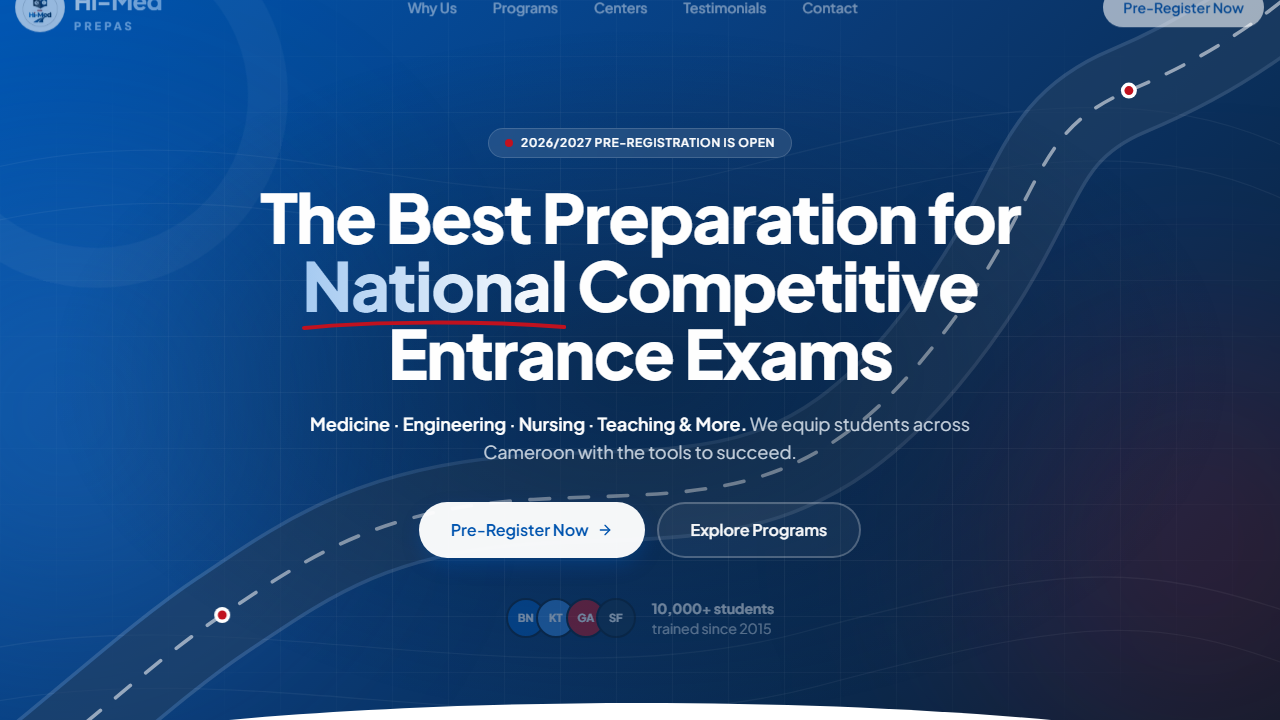 Hi-Med
PREPAS
Why Us
Programs
Centers
Testimonials
Contact
Pre-Register Now
2026/2027 PRE-REGISTRATION IS OPEN
The Best Preparation for
National Competitive
Entrance Exams
Medicine · Engineering · Nursing · Teaching & More. We equip students across
Cameroon with the tools to succeed.
Pre-Register Now →
Explore Programs
BN KT GA SF
10,000+ students
trained since 2015